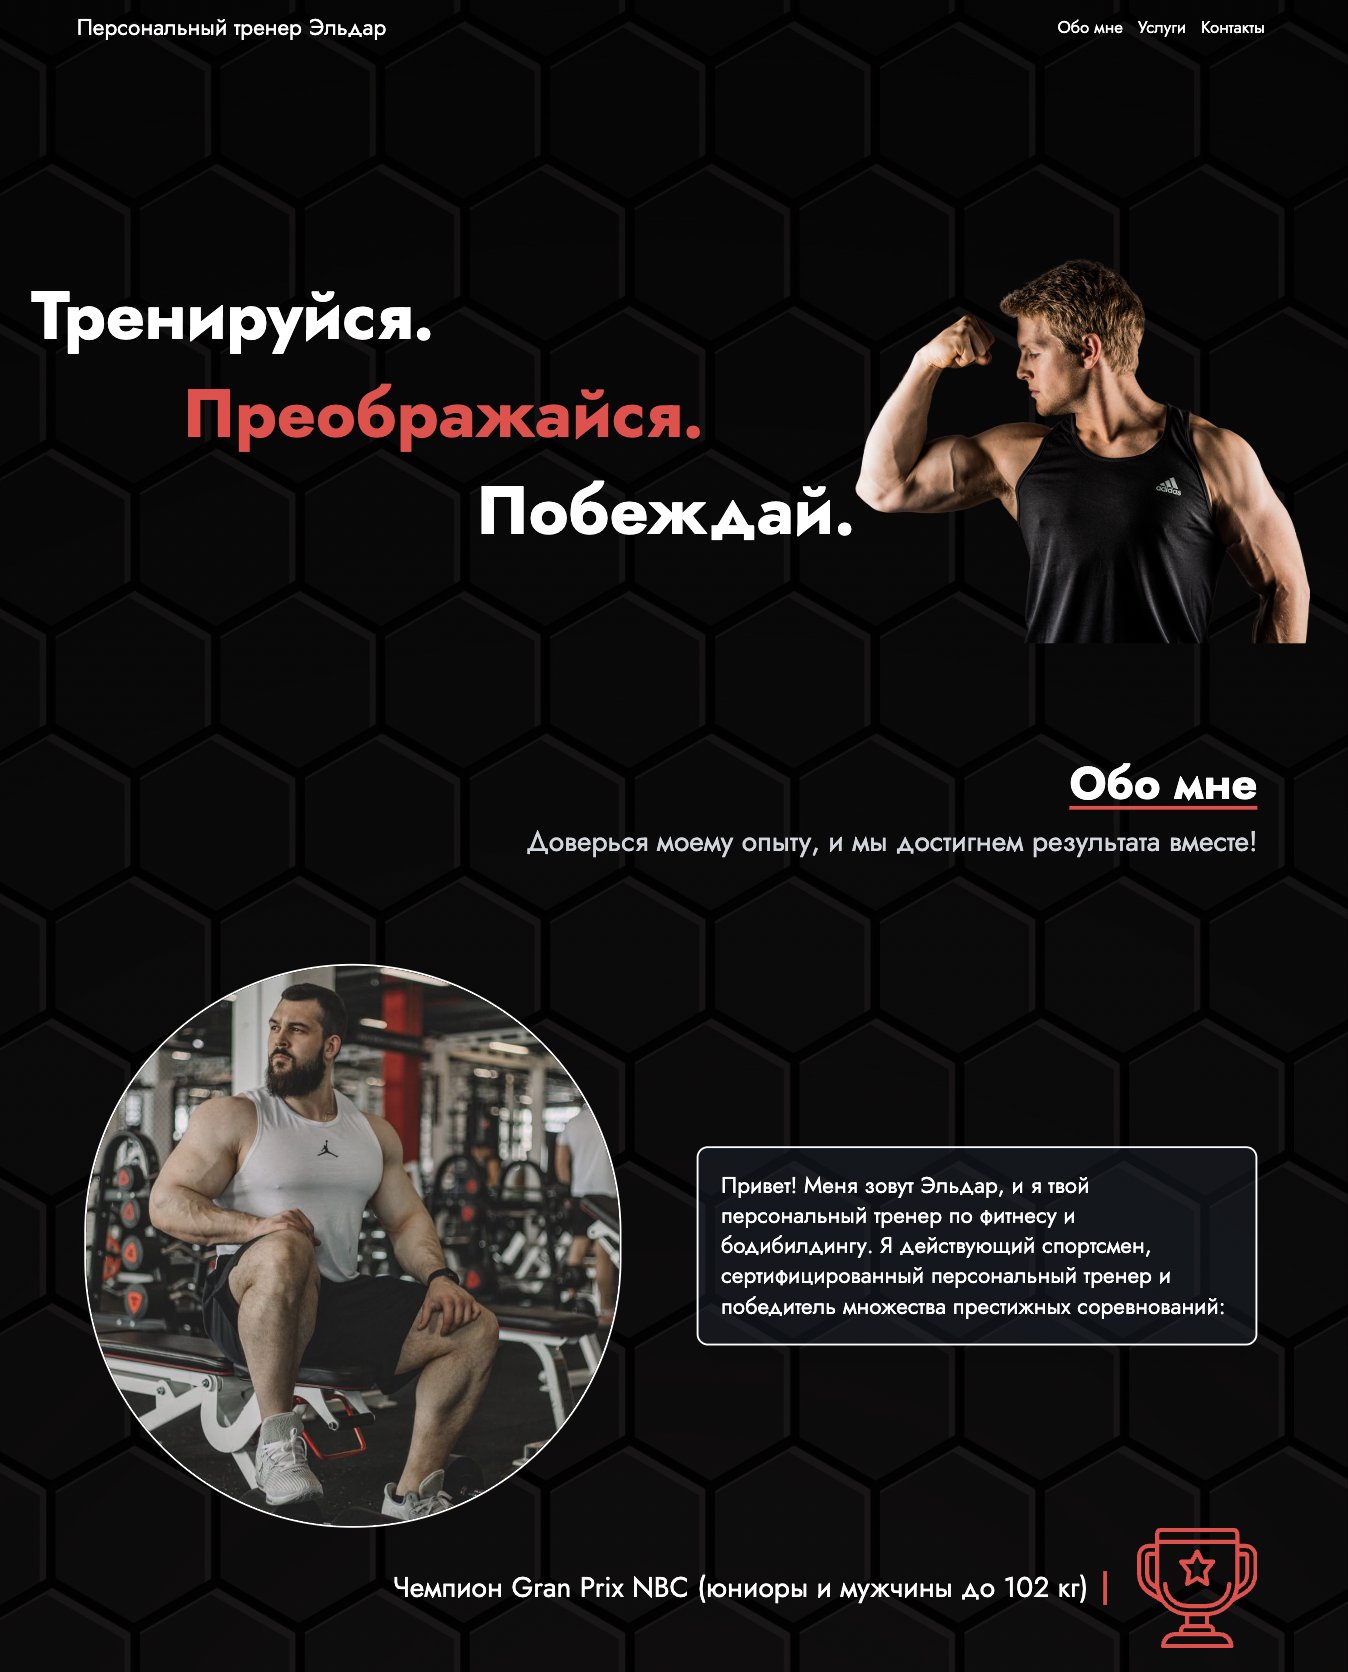 Персональный тренер Эльдар
Обо мне Услуги Контакты
Тренируйся.
Преображайся.
Побеждай.
adidas
Обо мне
Доверься моему опыту, и мы достигнем результата вместе!
Привет! Меня зовут Эльдар, и я твой
персональный тренер по фитнесу и
бодибилдингу. Я действующий спортсмен,
сертифицированный персональный тренер и
победитель множества престижных соревнований:
Чемпион Gran Prix NBC (юниоры и мужчины до 102 кг)